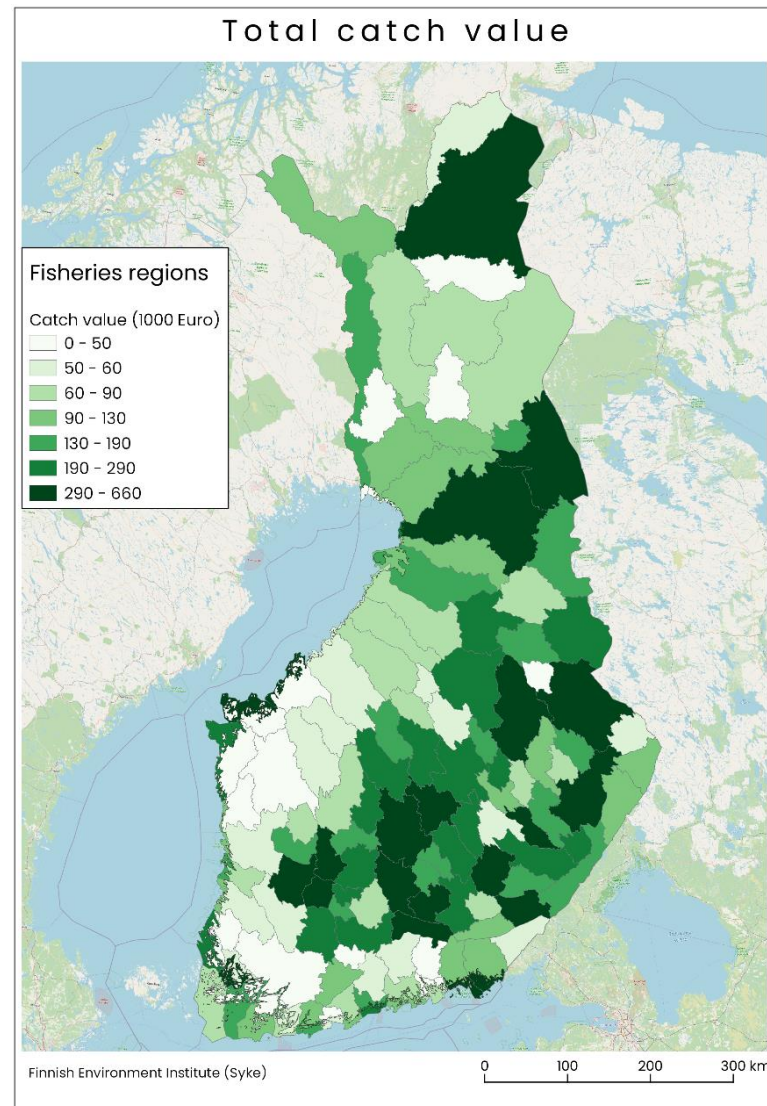 Total catch value
Fisheries regions
Catch value (1000 Euro)
0 - 50
50 - 60
60 - 90
90 - 130
130 - 190
190 - 290
290 - 660
Finnish Environment Institute (Syke)
0 100 200 300 km